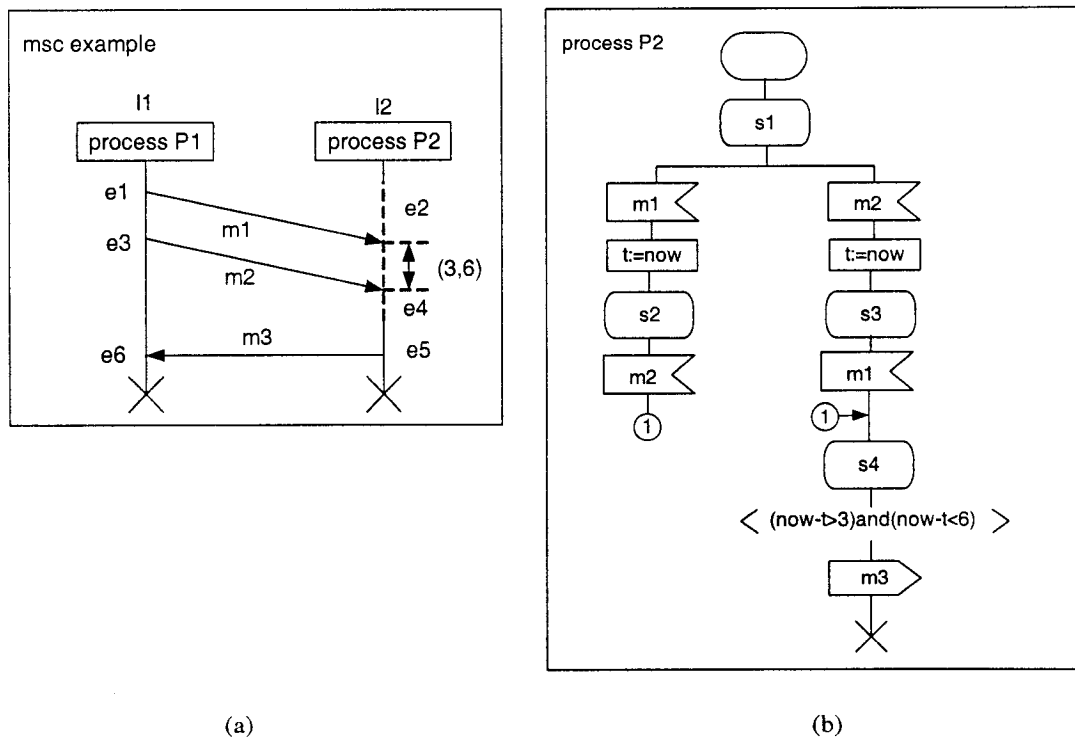 msc example
I1
I2
process P1
process P2
e1
e2
m1
e3
m2
(3,6)
e4
m3
e6
e5
(a)
process P2
s1
m1
m2
t:=now
t:=now
s2
s3
m2
m1
1
1
s4
(now-t>3)and(now-t<6)
m3
(b)